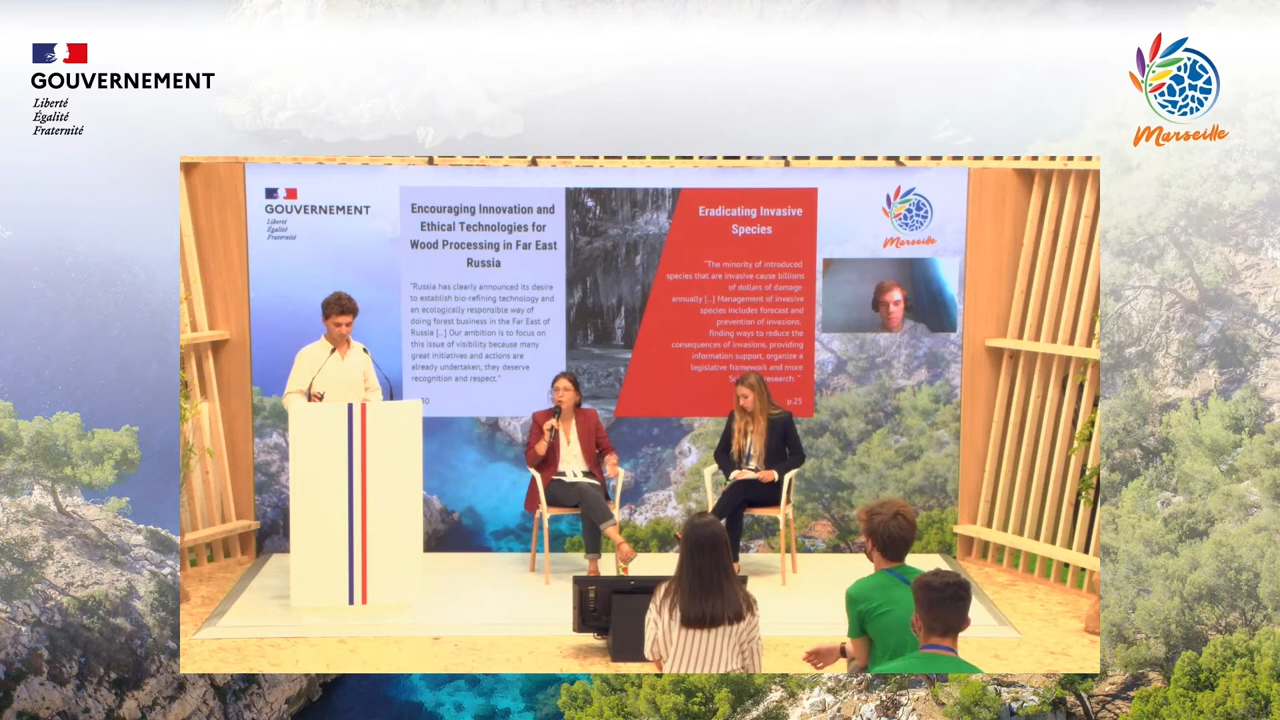 GOUVERNEMENT
Liberté
Égalité
Fraternité
Marseille
GOUVERNEMENT
Liberté
Égalité
Fraternité
Encouraging Innovation and
Ethical Technologies for
Wood Processing in Far East
Russia
"Russia has clearly announced its desire
to establish bio-refining technology and
an ecologically responsible way of
doing forest business in the Far East of
Russia [...] Our ambition is to focus on
this issue of visibility because many
great initiatives and actions are
already undertaken, they deserve
recognition and respect."
Eradicating Invasive
Species
"The minority of introduced
species that are invasive cause billions
of dollars of damage
annually [...] Management of invasive
species includes forecast and
prevention of invasions,
finding ways to reduce the
consequences of invasions, providing
information support, organize a
legislative framework and more
research. "
p.25
Marseille